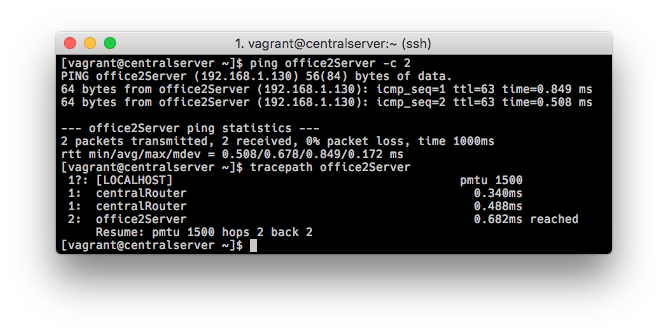 1. vagrant@centralserver:~ (ssh)
[vagrant@centralserver ~]$ ping office2Server -c 2
PING office2Server (192.168.1.130) 56(84) bytes of data.
64 bytes from office2Server (192.168.1.130): icmp_seq=1 ttl=63 time=0.849 ms
64 bytes from office2Server (192.168.1.130): icmp_seq=2 ttl=63 time=0.508 ms
--- office2Server ping statistics ---
2 packets transmitted, 2 received, 0% packet loss, time 1000ms
rtt min/avg/max/mdev = 0.508/0.678/0.849/0.172 ms
[vagrant@centralserver ~]$ tracepath office2Server
1?: [LOCALHOST] pmtu 1500
1: centralRouter 0.340ms
1: centralRouter 0.488ms
2: office2Server 0.682ms reached
Resume: pmtu 1500 hops 2 back 2
[vagrant@centralserver ~]$